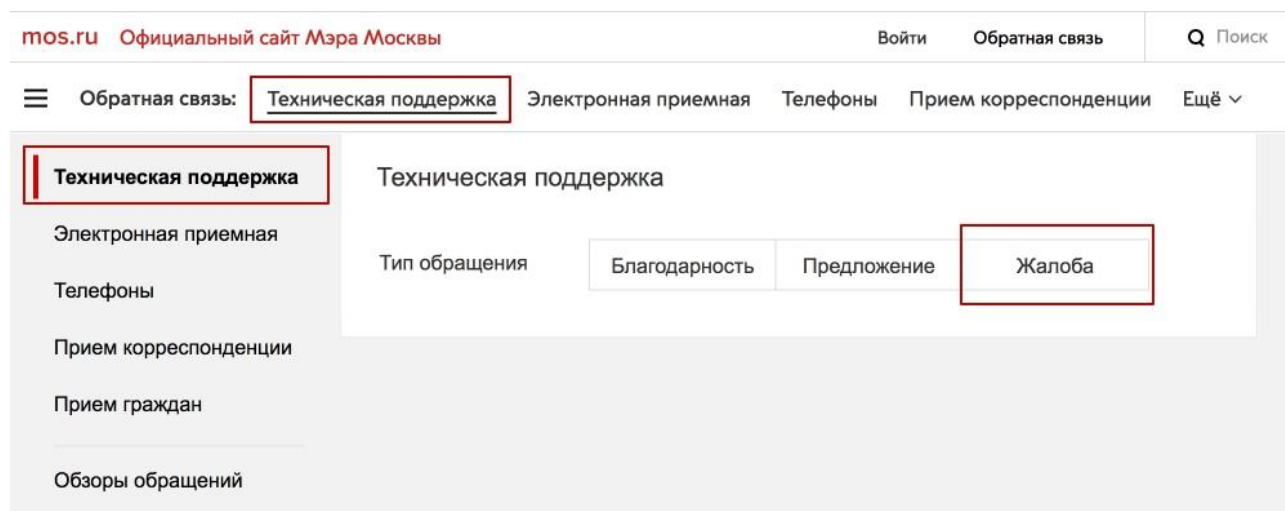 mos.ru Официальный сайт Мэра Москвы Войти Обратная связь Поиск
Обратная связь: Техническая поддержка Электронная приемная Телефоны Прием корреспонденции Ещё
Техническая поддержка
Электронная приемная
Телефоны
Прием корреспонденции
Прием граждан
Обзоры обращений
Техническая поддержка
Тип обращения Благодарность Предложение Жалоба